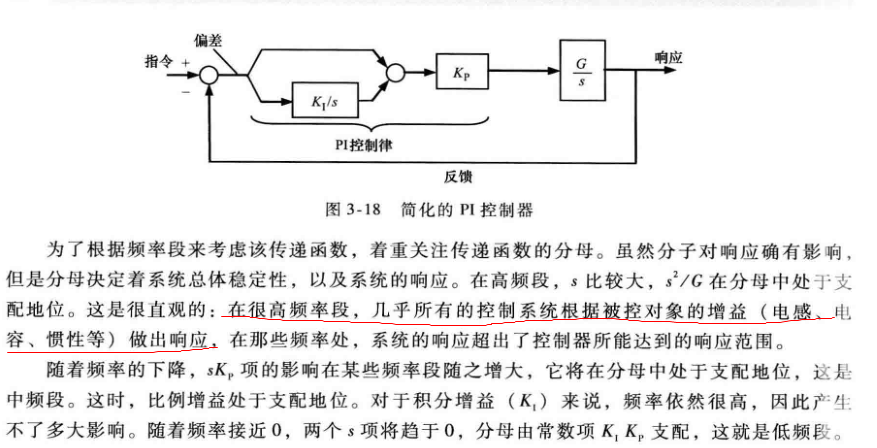 偏差
指令
+
−
K_I/s
K_P
G/s
响应
PI控制律
反馈
图 3-18 简化的 PI 控制器
为了根据频率段来考虑该传递函数，着重关注传递函数的分母。虽然分子对响应确有影响，
但是分母决定着系统总体稳定性，以及系统的响应。在高频段，s 比较大，s²/G 在分母中处于支
配地位。这是很直观的：在很高频率段，几乎所有的控制系统根据被控对象的增益（电感、电
容、惯性等）做出响应，在那些频率处，系统的响应超出了控制器所能达到的响应范围。
随着频率的下降，sK_P 项的影响在某些频率段随之增大，它将在分母中处于支配地位，这是
中频段。这时，比例增益处于支配地位。对于积分增益（K_I）来说，频率依然很高，因此产生
不了多大影响。随着频率接近 0，两个 s 项将趋于 0，分母由常数项 K_I K_P 支配，这就是低频段。